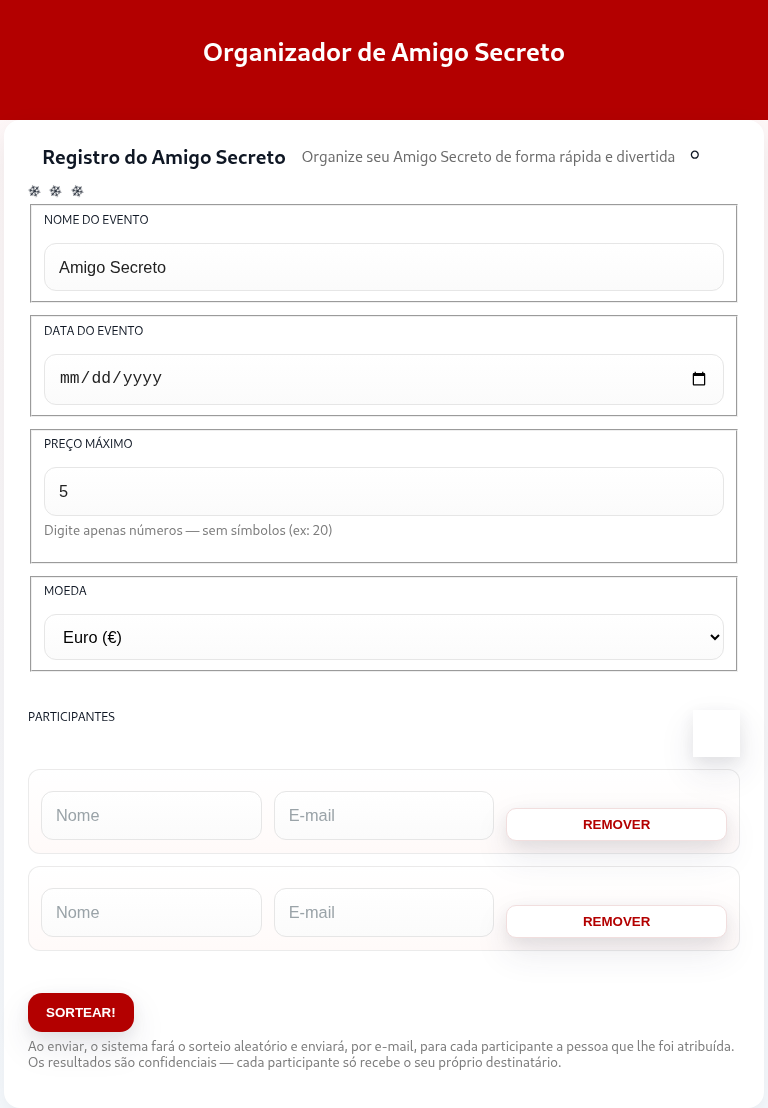 Organizador de Amigo Secreto
Registro do Amigo Secreto Organize seu Amigo Secreto de forma rápida e divertida
NOME DO EVENTO
Amigo Secreto
DATA DO EVENTO
mm/dd/yyyy
PREÇO MÁXIMO
5
Digite apenas números — sem símbolos (ex: 20)
MOEDA
Euro (€)
PARTICIPANTES
Nome E-mail REMOVER
Nome E-mail REMOVER
SORTEAR!
Ao enviar, o sistema fará o sorteio aleatório e enviará, por e-mail, para cada participante a pessoa que lhe foi atribuída.
Os resultados são confidenciais — cada participante só recebe o seu próprio destinatário.